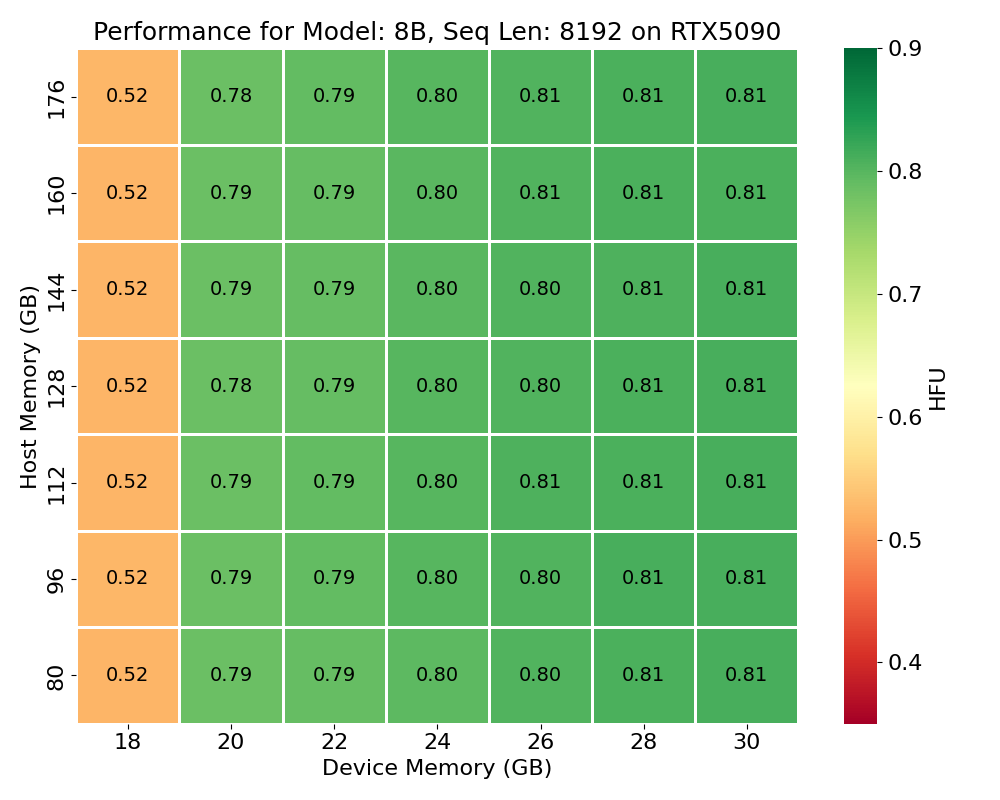 Performance for Model: 8B, Seq Len: 8192 on RTX5090
176 0.52 0.78 0.79 0.80 0.81 0.81 0.81
160 0.52 0.79 0.79 0.80 0.81 0.81 0.81
144 0.52 0.79 0.79 0.80 0.80 0.81 0.81
128 0.52 0.78 0.79 0.80 0.80 0.81 0.81
112 0.52 0.79 0.79 0.80 0.81 0.81 0.81
96 0.52 0.79 0.79 0.80 0.80 0.81 0.81
80 0.52 0.79 0.79 0.80 0.80 0.81 0.81
18 20 22 24 26 28 30
Device Memory (GB)
Host Memory (GB)
0.9
0.8
0.7
0.6
0.5
0.4
HFU